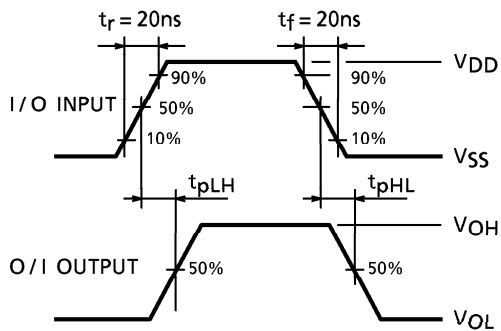 tr = 20ns tf = 20ns
VDD
90% 90%
I / O INPUT 50% 50%
10% 10%
VSS
tpLH tpHL
VOH
O / I OUTPUT 50% 50%
VOL